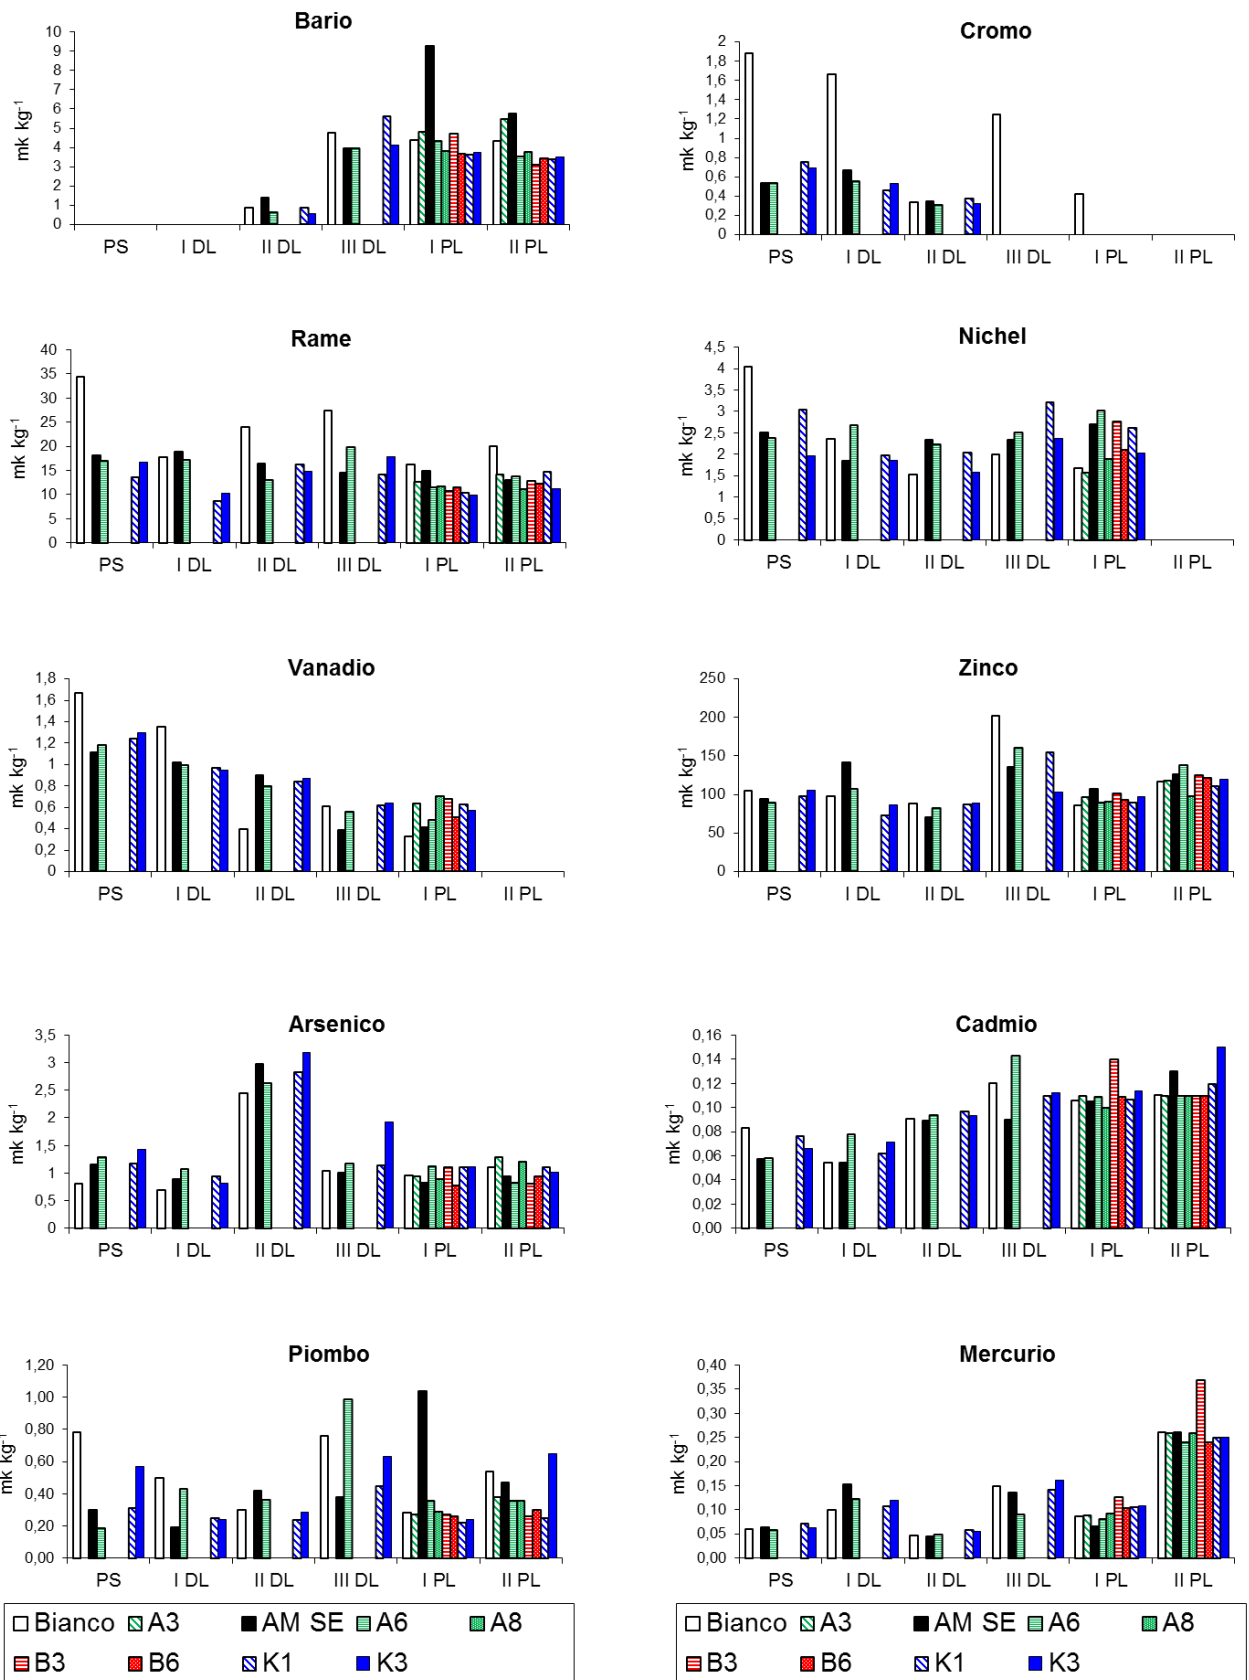 Bario
mk kg-1
10
9
8
7
6
5
4
3
2
1
0
PS I DL II DL III DL I PL II PL
Cromo
mk kg-1
2
1,8
1,6
1,4
1,2
1
0,8
0,6
0,4
0,2
0
PS I DL II DL III DL I PL II PL
Rame
mk kg-1
40
35
30
25
20
15
10
5
0
PS I DL II DL III DL I PL II PL
Nichel
mk kg-1
4,5
4
3,5
3
2,5
2
1,5
1
0,5
0
PS I DL II DL III DL I PL II PL
Vanadio
mk kg-1
1,8
1,6
1,4
1,2
1
0,8
0,6
0,4
0,2
0
PS I DL II DL III DL I PL II PL
Zinco
mk kg-1
250
200
150
100
50
0
PS I DL II DL III DL I PL II PL
Arsenico
mk kg-1
3,5
3
2,5
2
1,5
1
0,5
0
PS I DL II DL III DL I PL II PL
Cadmio
mk kg-1
0,16
0,14
0,12
0,10
0,08
0,06
0,04
0,02
0,00
PS I DL II DL III DL I PL II PL
Piombo
mk kg-1
1,20
1,00
0,80
0,60
0,40
0,20
0,00
PS I DL II DL III DL I PL II PL
Mercurio
mk kg-1
0,40
0,35
0,30
0,25
0,20
0,15
0,10
0,05
0,00
PS I DL II DL III DL I PL II PL
Bianco A3 AM SE A6 A8
B3 B6 K1 K3
Bianco A3 AM SE A6 A8
B3 B6 K1 K3